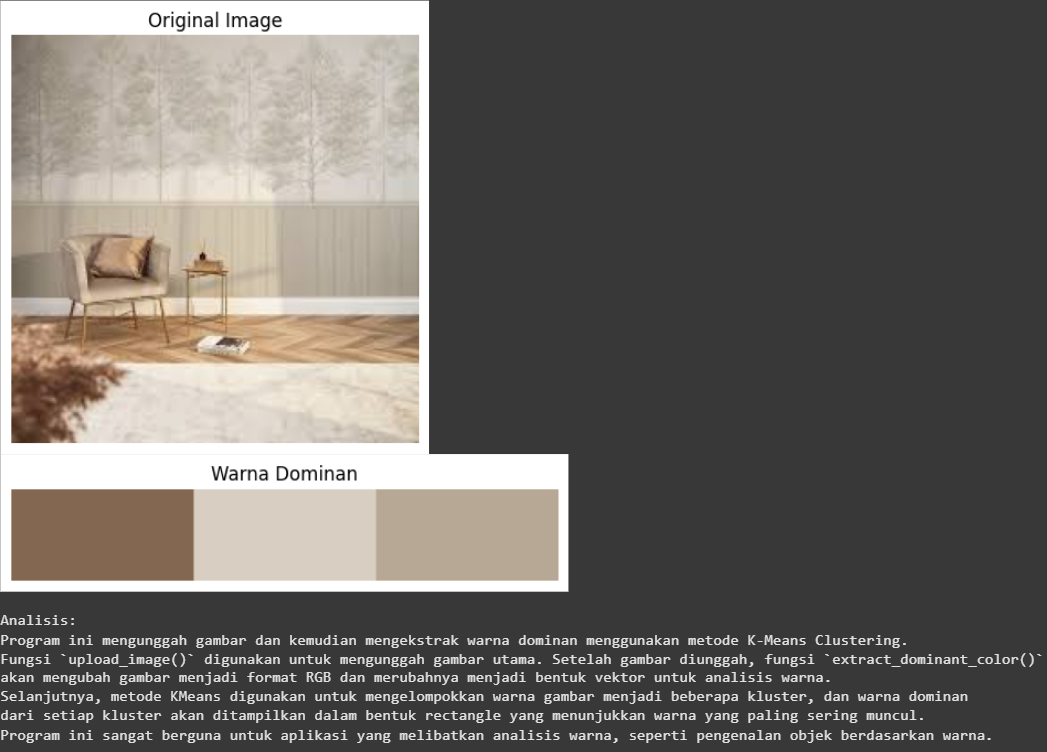 Original Image
Warna Dominan
Analisis:
Program ini mengunggah gambar dan kemudian mengekstrak warna dominan menggunakan metode K-Means Clustering.
Fungsi `upload_image()` digunakan untuk mengunggah gambar utama. Setelah gambar diunggah, fungsi `extract_dominant_color()`
akan mengubah gambar menjadi format RGB dan merubahnya menjadi bentuk vektor untuk analisis warna.
Selanjutnya, metode KMeans digunakan untuk mengelompokkan warna gambar menjadi beberapa kluster, dan warna dominan
dari setiap kluster akan ditampilkan dalam bentuk rectangle yang menunjukkan warna yang paling sering muncul.
Program ini sangat berguna untuk aplikasi yang melibatkan analisis warna, seperti pengenalan objek berdasarkan warna.